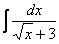 ∫ dx / (√x + 3)